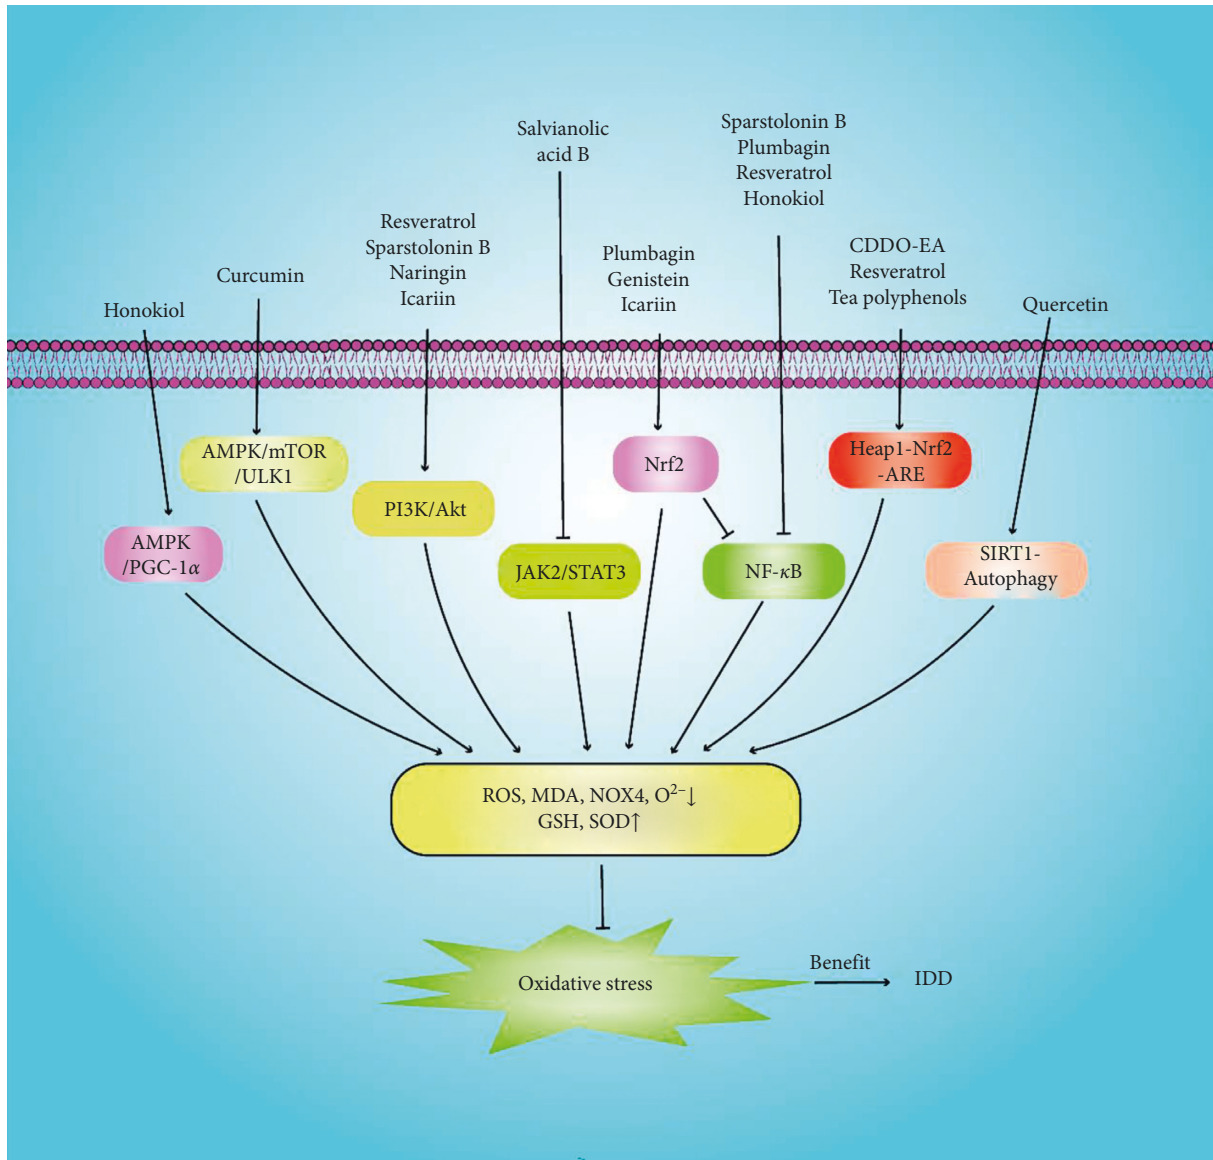 Salvianolic
acid B
Sparstolonin B
Plumbagin
Resveratrol
Honokiol
Resveratrol
Sparstolonin B
Naringin
Icariin
Plumbagin
Genistein
Icariin
CDDO-EA
Resveratrol
Tea polyphenols
Curcumin
Honokiol
Quercetin
AMPK/mTOR
/ULK1
Nrf2
Heap1-Nrf2
-ARE
PI3K/Akt
AMPK
/PGC-1α
JAK2/STAT3
NF-κB
SIRT1-
Autophagy
ROS, MDA, NOX4, O²⁻↓
GSH, SOD↑
Oxidative stress
Benefit
IDD